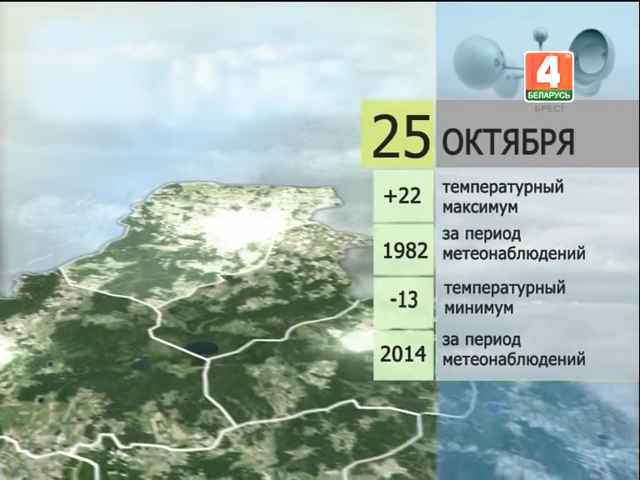 4
БЕЛАРУСЬ
БРЕСТ
25 ОКТЯБРЯ
+22 температурный
максимум
1982 за период
метеонаблюдений
-13 температурный
минимум
2014 за период
метеонаблюдений